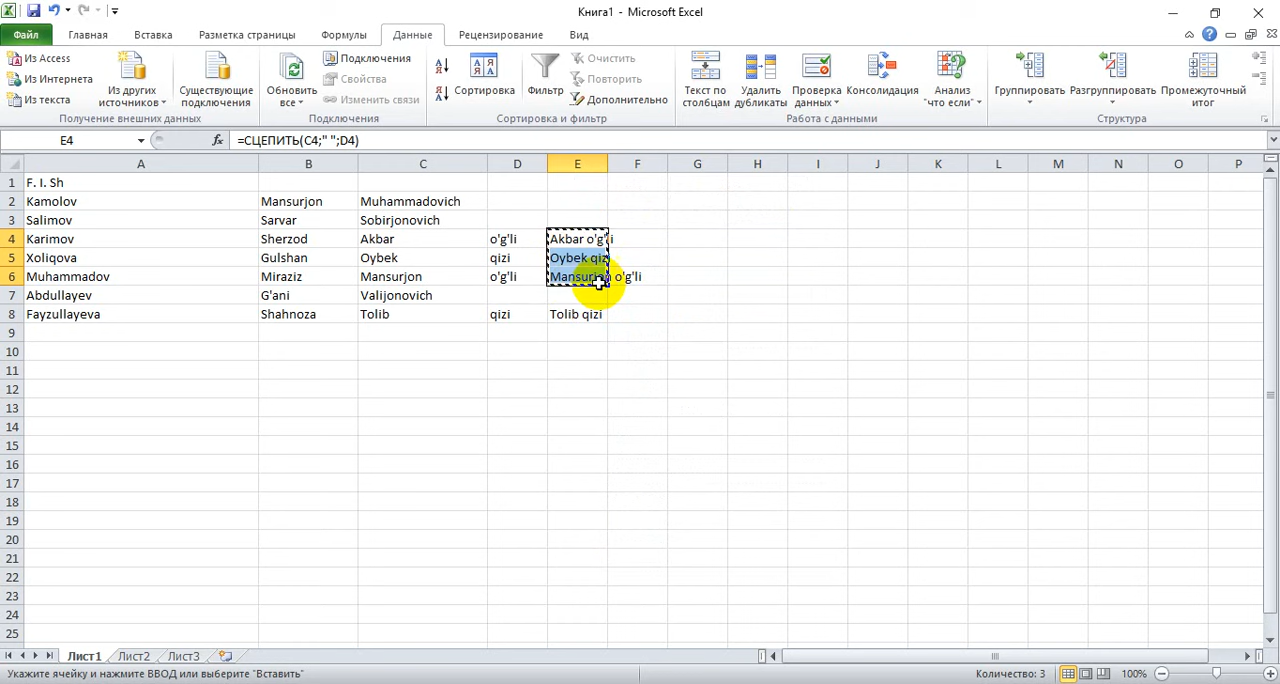 Книга1 - Microsoft Excel
Файл Главная Вставка Разметка страницы Формулы Данные Рецензирование Вид
Из Access
Из Интернета
Из текста
Из других источников
Существующие подключения
Получение внешних данных
Обновить все
Подключения
Свойства
Изменить связи
Подключения
Сортировка
Фильтр
Очистить
Повторить
Дополнительно
Сортировка и фильтр
Текст по столбцам
Удалить дубликаты
Проверка данных
Консолидация
Анализ "что если"
Работа с данными
Группировать
Разгруппировать
Промежуточный итог
Структура
E4 fx =СЦЕПИТЬ(C4;" ";D4)
A B C D E F G H I J K L M N O P
1 F. I. Sh
2 Kamolov Mansurjon Muhammadovich
3 Salimov Sarvar Sobirjonovich
4 Karimov Sherzod Akbar o'g'li Akbar o'g'li
5 Xoliqova Gulshan Oybek qizi Oybek qizi
6 Muhammadov Miraziz Mansurjon o'g'li Mansurjon o'g'li
7 Abdullayev G'ani Valijonovich
8 Fayzullayeva Shahnoza Tolib qizi Tolib qizi
9
10
11
12
13
14
15
16
17
18
19
20
21
22
23
24
25
Лист1 Лист2 Лист3
Укажите ячейку и нажмите ВВОД или выберите "Вставить" Количество: 3 100%